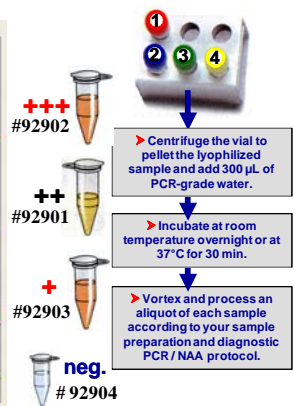 1
2
3
4
+++
#92902
++
#92901
+
#92903
neg.
# 92904
➤ Centrifuge the vial to
pellet the lyophilized
sample and add 300 µL of
PCR-grade water.
➤ Incubate at room
temperature overnight or at
37°C for 30 min.
➤ Vortex and process an
aliquot of each sample
according to your sample
preparation and diagnostic
PCR / NAA protocol.